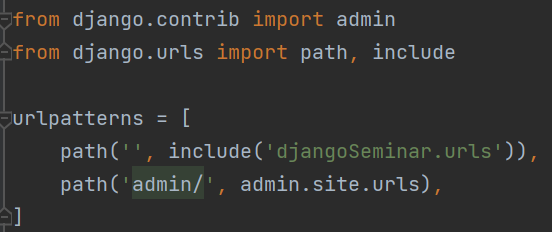 from django.contrib import admin
from django.urls import path, include
urlpatterns = [
    path('', include('djangoSeminar.urls')),
    path('admin/', admin.site.urls),
]